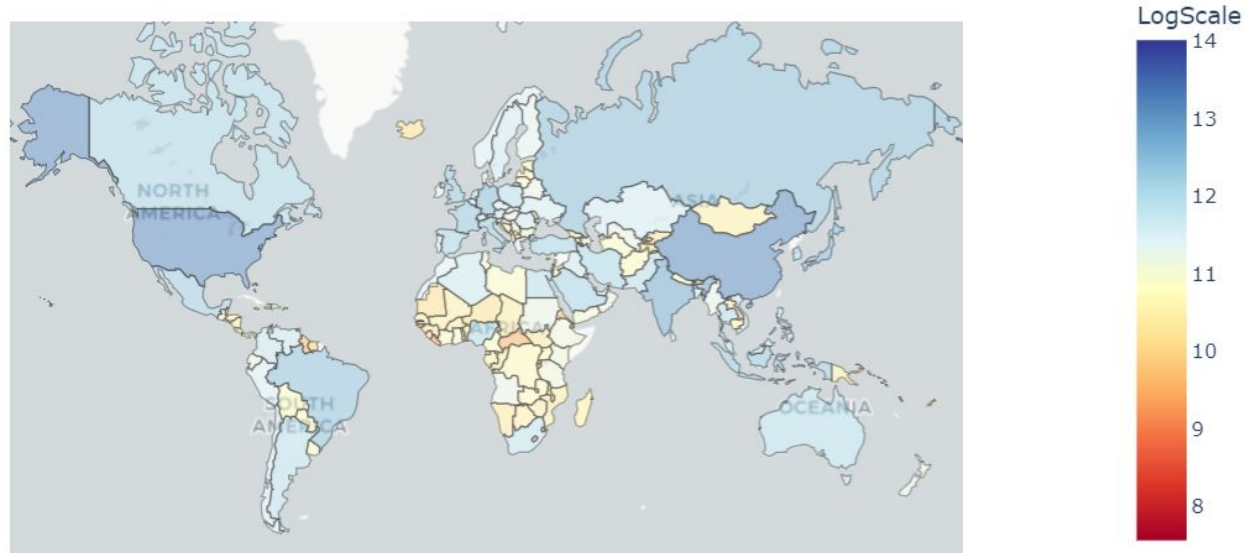 LogScale
14
13
12
11
10
9
8
NORTH
AMERICA
ASIA
AFRICA
SOUTH
AMERICA
OCEANIA